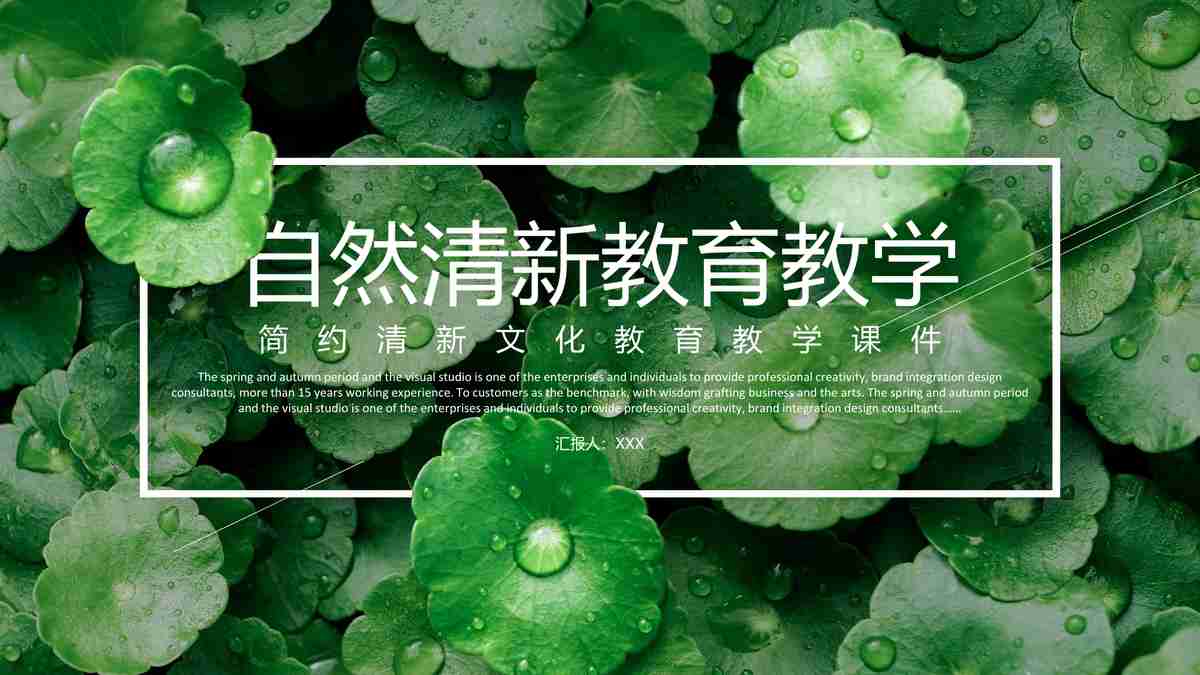 自然清新教育教学
简约清新文化教育教学课件
The spring and autumn period and the visual studio is one of the enterprises and individuals to provide professional creativity, brand integration design
consultants, more than 15 years working experience. To customers as the benchmark, with wisdom grafting business and the arts. The spring and autumn period
and the visual studio is one of the enterprises and individuals to provide professional creativity, brand integration design consultants......
汇报人：XXX